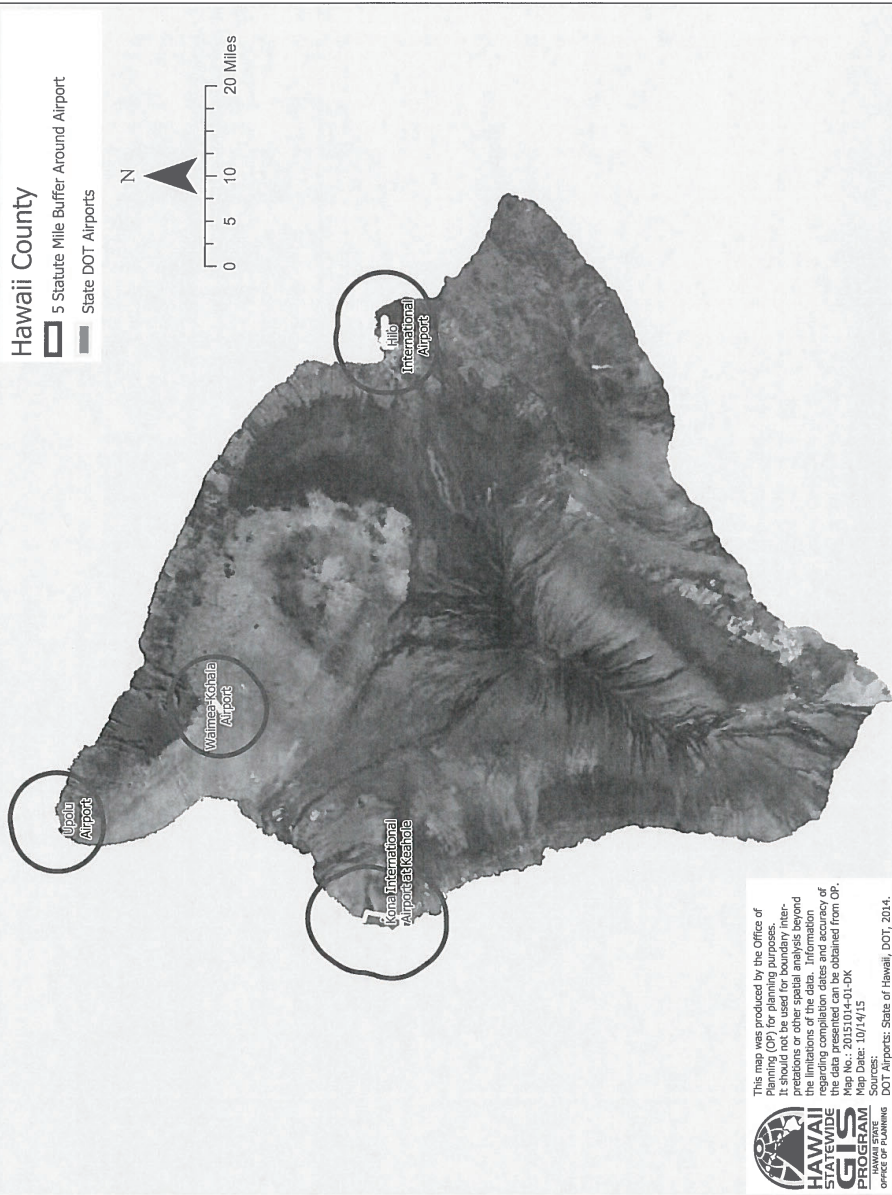 Hawaii County
5 Statute Mile Buffer Around Airport
State DOT Airports
N
0 5 10 20 Miles
Upolu
Airport
Waimea-Kohala
Airport
Hilo
International
Airport
Kona International
Airport at Keahole
HAWAII
STATEWIDE
GIS
PROGRAM
HAWAII STATE
OFFICE OF PLANNING
This map was produced by the Office of
Planning (OP) for planning purposes.
It should not be used for boundary inter-
pretations or other spatial analysis beyond
the limitations of the data. Information
regarding compilation dates and accuracy of
the data presented can be obtained from OP.
Map No.: 20151014-01-DK
Map Date: 10/14/15
Sources:
DOT Airports: State of Hawaii, DOT, 2014.